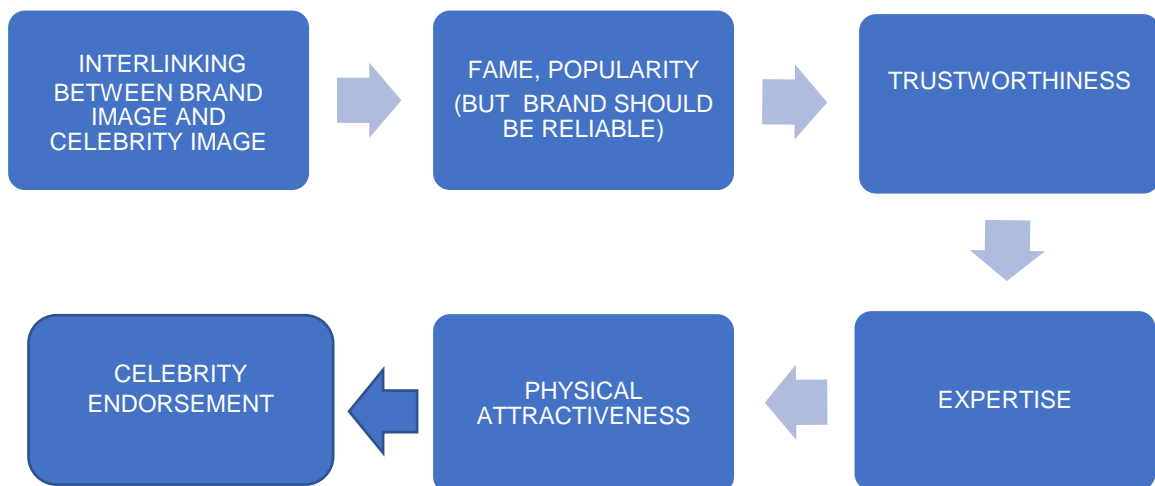 INTERLINKING
BETWEEN BRAND
IMAGE AND
CELEBRITY IMAGE
FAME, POPULARITY
(BUT BRAND SHOULD
BE RELIABLE)
TRUSTWORTHINESS
EXPERTISE
PHYSICAL
ATTRACTIVENESS
CELEBRITY
ENDORSEMENT